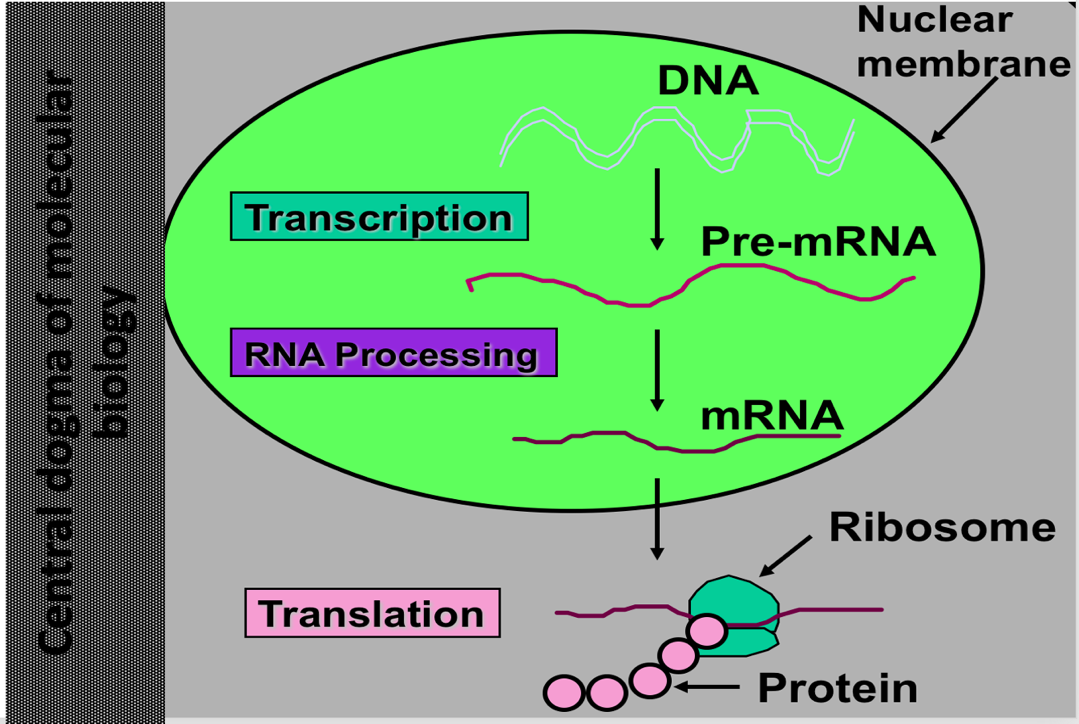 Central dogma of molecular
biology
Nuclear
membrane
DNA
Transcription
Pre-mRNA
RNA Processing
mRNA
Ribosome
Translation
Protein